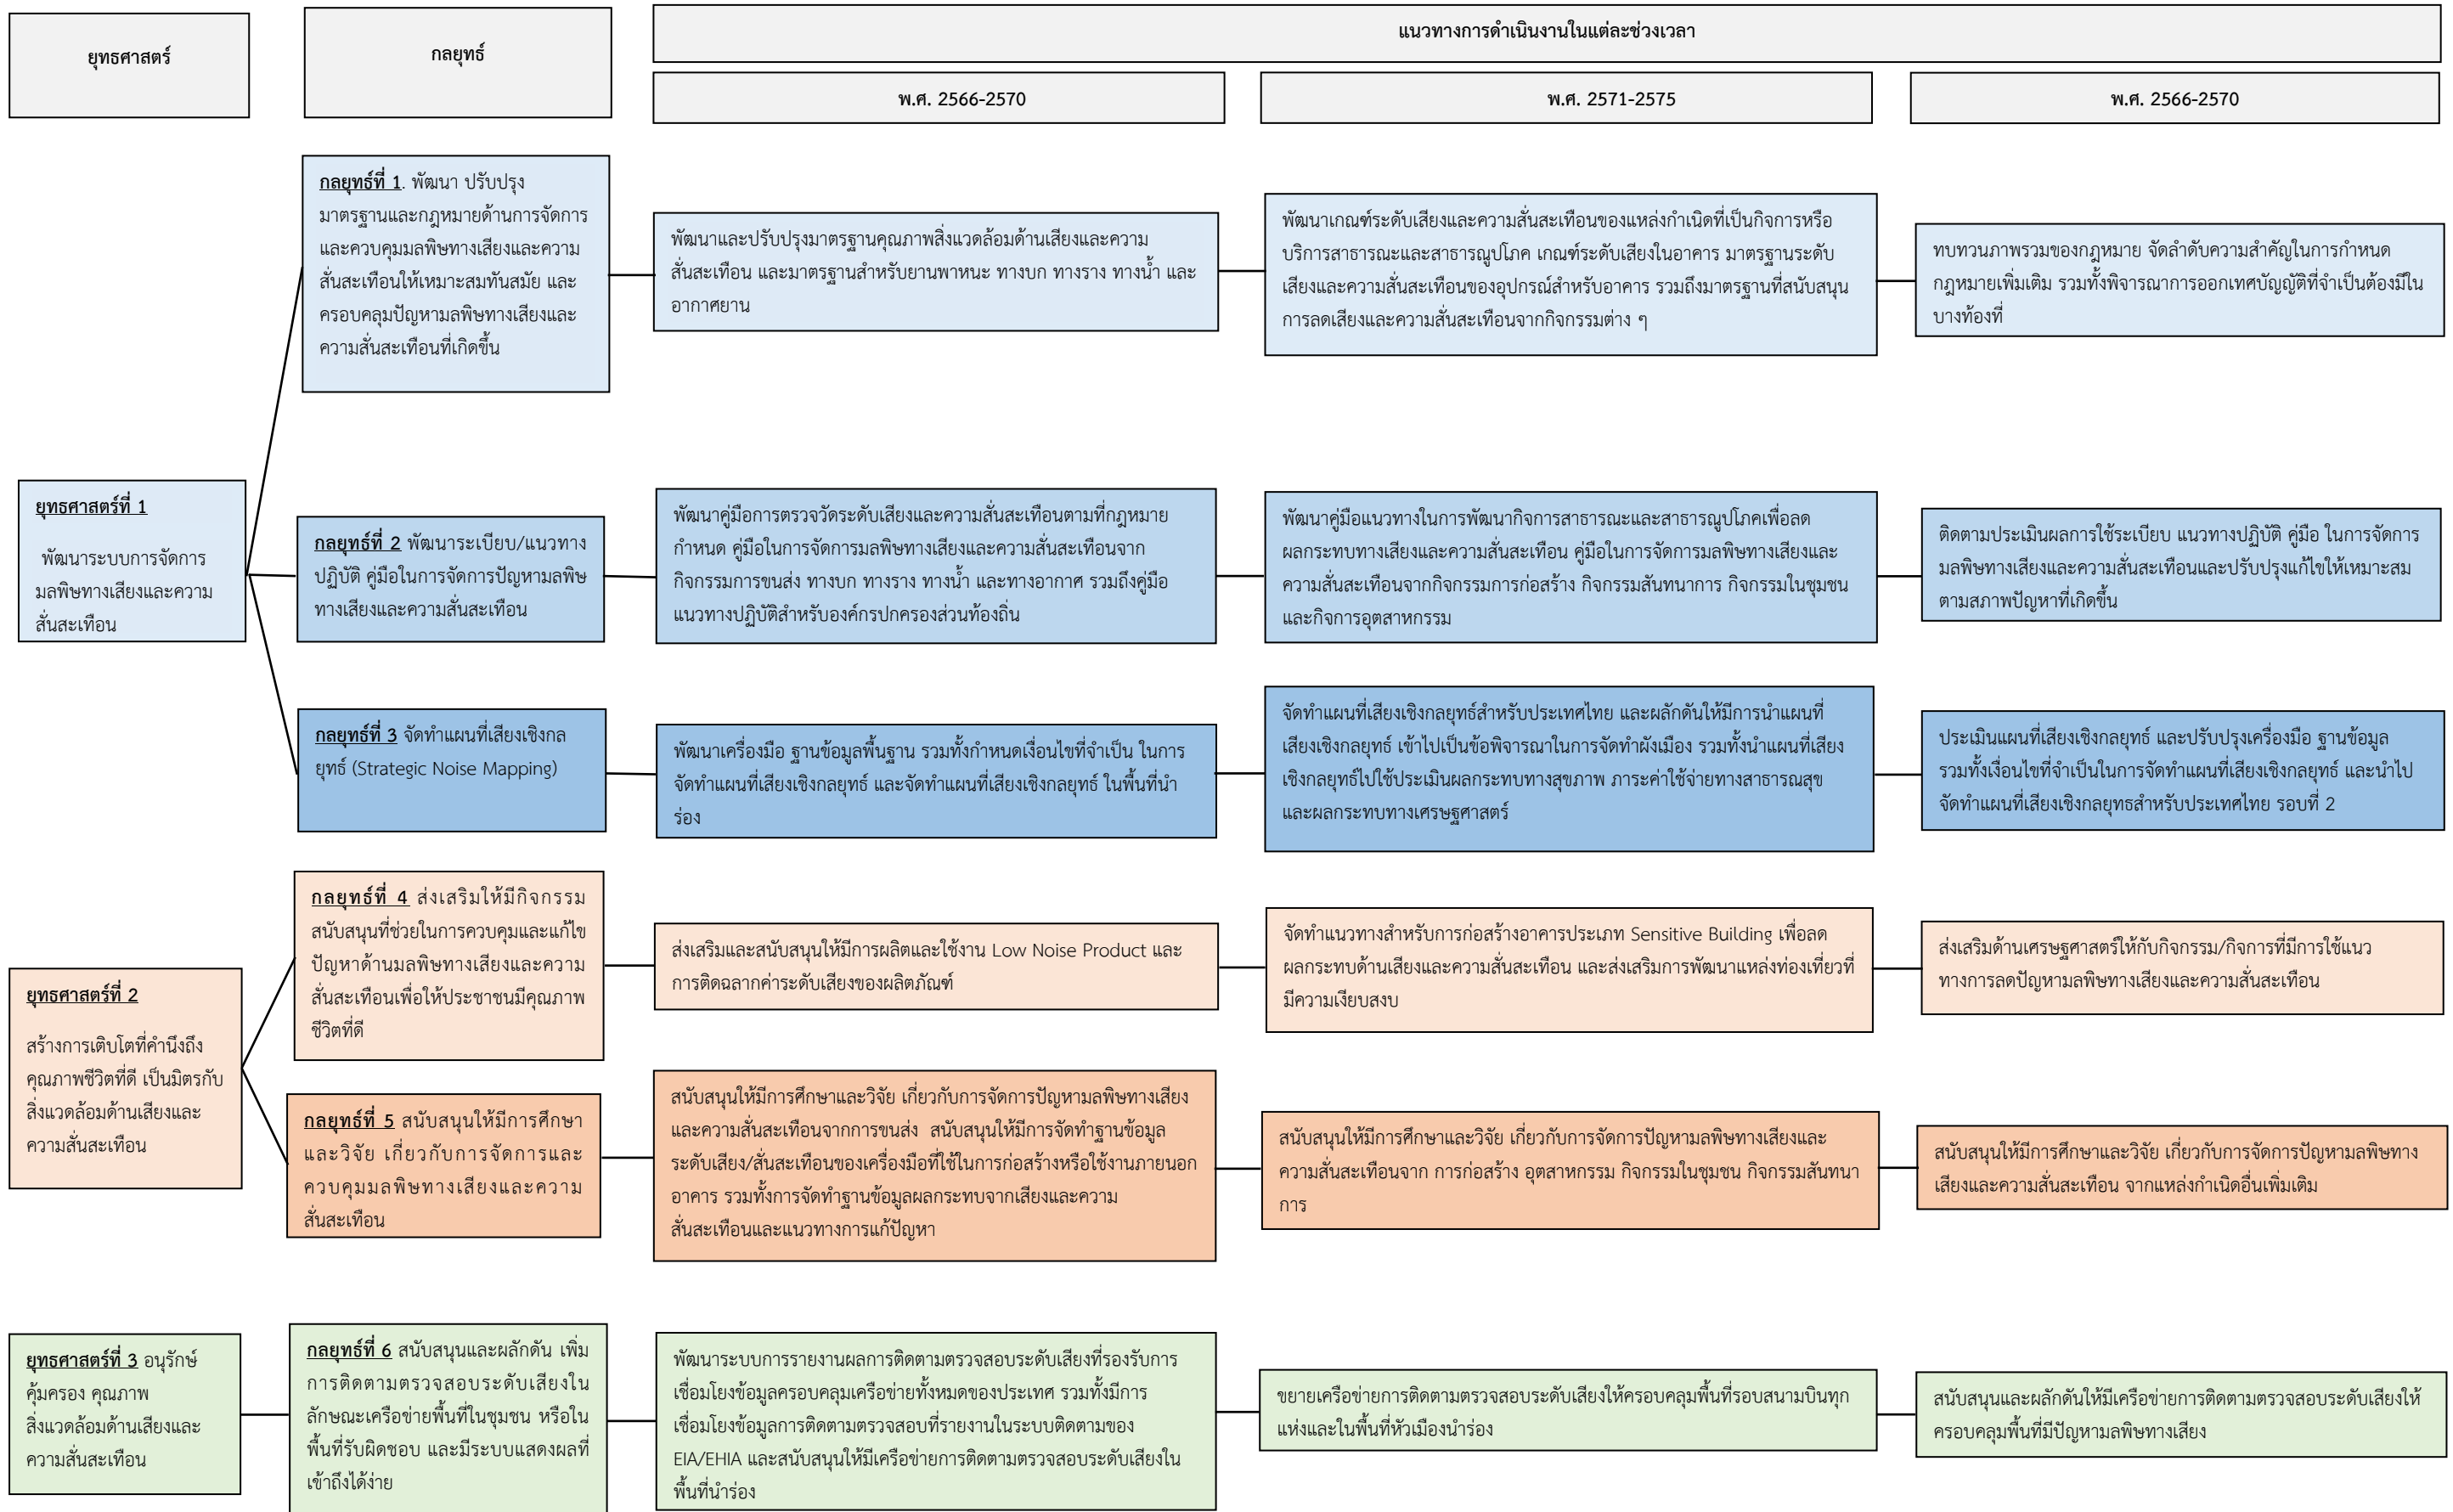 ยุทธศาสตร์
กลยุทธ์
แนวทางการดำเนินงานในแต่ละช่วงเวลา
พ.ศ. 2566-2570
พ.ศ. 2571-2575
พ.ศ. 2566-2570
ยุทธศาสตร์ที่ 1
พัฒนาระบบการจัดการ
มลพิษทางเสียงและความ
สั่นสะเทือน
กลยุทธ์ที่ 1. พัฒนา ปรับปรุง
มาตรฐานและกฎหมายด้านการจัดการ
และควบคุมมลพิษทางเสียงและความ
สั่นสะเทือนให้เหมาะสมทันสมัย และ
ครอบคลุมปัญหามลพิษทางเสียงและ
ความสั่นสะเทือนที่เกิดขึ้น
พัฒนาและปรับปรุงมาตรฐานคุณภาพสิ่งแวดล้อมด้านเสียงและความ
สั่นสะเทือน และมาตรฐานสำหรับยานพาหนะ ทางบก ทางราง ทางน้ำ และ
อากาศยาน
พัฒนาเกณฑ์ระดับเสียงและความสั่นสะเทือนของแหล่งกำเนิดที่เป็นกิจการหรือ
บริการสาธารณะและสาธารณูปโภค เกณฑ์ระดับเสียงในอาคาร มาตรฐานระดับ
เสียงและความสั่นสะเทือนของอุปกรณ์สำหรับอาคาร รวมถึงมาตรฐานที่สนับสนุน
การลดเสียงและความสั่นสะเทือนจากกิจกรรมต่าง ๆ
ทบทวนภาพรวมของกฎหมาย จัดลำดับความสำคัญในการกำหนด
กฎหมายเพิ่มเติม รวมทั้งพิจารณาการออกเทศบัญญัติที่จำเป็นต้องมีใน
บางท้องที่
กลยุทธ์ที่ 2 พัฒนาระเบียบ/แนวทาง
ปฏิบัติ คู่มือในการจัดการปัญหามลพิษ
ทางเสียงและความสั่นสะเทือน
พัฒนาคู่มือการตรวจวัดระดับเสียงและความสั่นสะเทือนตามที่กฎหมาย
กำหนด คู่มือในการจัดการมลพิษทางเสียงและความสั่นสะเทือนจาก
กิจกรรมการขนส่ง ทางบก ทางราง ทางน้ำ และทางอากาศ รวมถึงคู่มือ
แนวทางปฏิบัติสำหรับองค์กรปกครองส่วนท้องถิ่น
พัฒนาคู่มือแนวทางในการพัฒนากิจการสาธารณะและสาธารณูปโภคเพื่อลด
ผลกระทบทางเสียงและความสั่นสะเทือน คู่มือในการจัดการมลพิษทางเสียงและ
ความสั่นสะเทือนจากกิจกรรมการก่อสร้าง กิจกรรมสันทนาการ กิจกรรมในชุมชน
และกิจการอุตสาหกรรม
ติดตามประเมินผลการใช้ระเบียบ แนวทางปฏิบัติ คู่มือ ในการจัดการ
มลพิษทางเสียงและความสั่นสะเทือนและปรับปรุงแก้ไขให้เหมาะสม
ตามสภาพปัญหาที่เกิดขึ้น
กลยุทธ์ที่ 3 จัดทำแผนที่เสียงเชิงกล
ยุทธ์ (Strategic Noise Mapping)
พัฒนาเครื่องมือ ฐานข้อมูลพื้นฐาน รวมทั้งกำหนดเงื่อนไขที่จำเป็น ในการ
จัดทำแผนที่เสียงเชิงกลยุทธ์ และจัดทำแผนที่เสียงเชิงกลยุทธ์ ในพื้นที่นำ
ร่อง
จัดทำแผนที่เสียงเชิงกลยุทธ์สำหรับประเทศไทย และผลักดันให้มีการนำแผนที่
เสียงเชิงกลยุทธ์ เข้าไปเป็นข้อพิจารณาในการจัดทำผังเมือง รวมทั้งนำแผนที่เสียง
เชิงกลยุทธ์ไปใช้ประเมินผลกระทบทางสุขภาพ ภาระค่าใช้จ่ายทางสาธารณสุข
และผลกระทบทางเศรษฐศาสตร์
ประเมินแผนที่เสียงเชิงกลยุทธ์ และปรับปรุงเครื่องมือ ฐานข้อมูล
รวมทั้งเงื่อนไขที่จำเป็นในการจัดทำแผนที่เสียงเชิงกลยุทธ์ และนำไป
จัดทำแผนที่เสียงเชิงกลยุทธสำหรับประเทศไทย รอบที่ 2
ยุทธศาสตร์ที่ 2
สร้างการเติบโตที่คำนึงถึง
คุณภาพชีวิตที่ดี เป็นมิตรกับ
สิ่งแวดล้อมด้านเสียงและ
ความสั่นสะเทือน
กลยุทธ์ที่ 4 ส่งเสริมให้มีกิจกรรม
สนับสนุนที่ช่วยในการควบคุมและแก้ไข
ปัญหาด้านมลพิษทางเสียงและความ
สั่นสะเทือนเพื่อให้ประชาชนมีคุณภาพ
ชีวิตที่ดี
ส่งเสริมและสนับสนุนให้มีการผลิตและใช้งาน Low Noise Product และ
การติดฉลากค่าระดับเสียงของผลิตภัณฑ์
จัดทำแนวทางสำหรับการก่อสร้างอาคารประเภท Sensitive Building เพื่อลด
ผลกระทบด้านเสียงและความสั่นสะเทือน และส่งเสริมการพัฒนาแหล่งท่องเที่ยวที่
มีความเงียบสงบ
ส่งเสริมด้านเศรษฐศาสตร์ให้กับกิจกรรม/กิจการที่มีการใช้แนว
ทางการลดปัญหามลพิษทางเสียงและความสั่นสะเทือน
กลยุทธ์ที่ 5 สนับสนุนให้มีการศึกษา
และวิจัย เกี่ยวกับการจัดการและ
ควบคุมมลพิษทางเสียงและความ
สั่นสะเทือน
สนับสนุนให้มีการศึกษาและวิจัย เกี่ยวกับการจัดการปัญหามลพิษทางเสียง
และความสั่นสะเทือนจากการขนส่ง สนับสนุนให้มีการจัดทำฐานข้อมูล
ระดับเสียง/สั่นสะเทือนของเครื่องมือที่ใช้ในการก่อสร้างหรือใช้งานภายนอก
อาคาร รวมทั้งการจัดทำฐานข้อมูลผลกระทบจากเสียงและความ
สั่นสะเทือนและแนวทางการแก้ปัญหา
สนับสนุนให้มีการศึกษาและวิจัย เกี่ยวกับการจัดการปัญหามลพิษทางเสียงและ
ความสั่นสะเทือนจาก การก่อสร้าง อุตสาหกรรม กิจกรรมในชุมชน กิจกรรมสันทนา
การ
สนับสนุนให้มีการศึกษาและวิจัย เกี่ยวกับการจัดการปัญหามลพิษทาง
เสียงและความสั่นสะเทือน จากแหล่งกำเนิดอื่นเพิ่มเติม
ยุทธศาสตร์ที่ 3 อนุรักษ์
คุ้มครอง คุณภาพ
สิ่งแวดล้อมด้านเสียงและ
ความสั่นสะเทือน
กลยุทธ์ที่ 6 สนับสนุนและผลักดัน เพิ่ม
การติดตามตรวจสอบระดับเสียงใน
ลักษณะเครือข่ายพื้นที่ในชุมชน หรือใน
พื้นที่รับผิดชอบ และมีระบบแสดงผลที่
เข้าถึงได้ง่าย
พัฒนาระบบการรายงานผลการติดตามตรวจสอบระดับเสียงที่รองรับการ
เชื่อมโยงข้อมูลครอบคลุมเครือข่ายทั้งหมดของประเทศ รวมทั้งมีการ
เชื่อมโยงข้อมูลการติดตามตรวจสอบที่รายงานในระบบติดตามของ
EIA/EHIA และสนับสนุนให้มีเครือข่ายการติดตามตรวจสอบระดับเสียงใน
พื้นที่นำร่อง
ขยายเครือข่ายการติดตามตรวจสอบระดับเสียงให้ครอบคลุมพื้นที่รอบสนามบินทุก
แห่งและในพื้นที่หัวเมืองนำร่อง
สนับสนุนและผลักดันให้มีเครือข่ายการติดตามตรวจสอบระดับเสียงให้
ครอบคลุมพื้นที่มีปัญหามลพิษทางเสียง